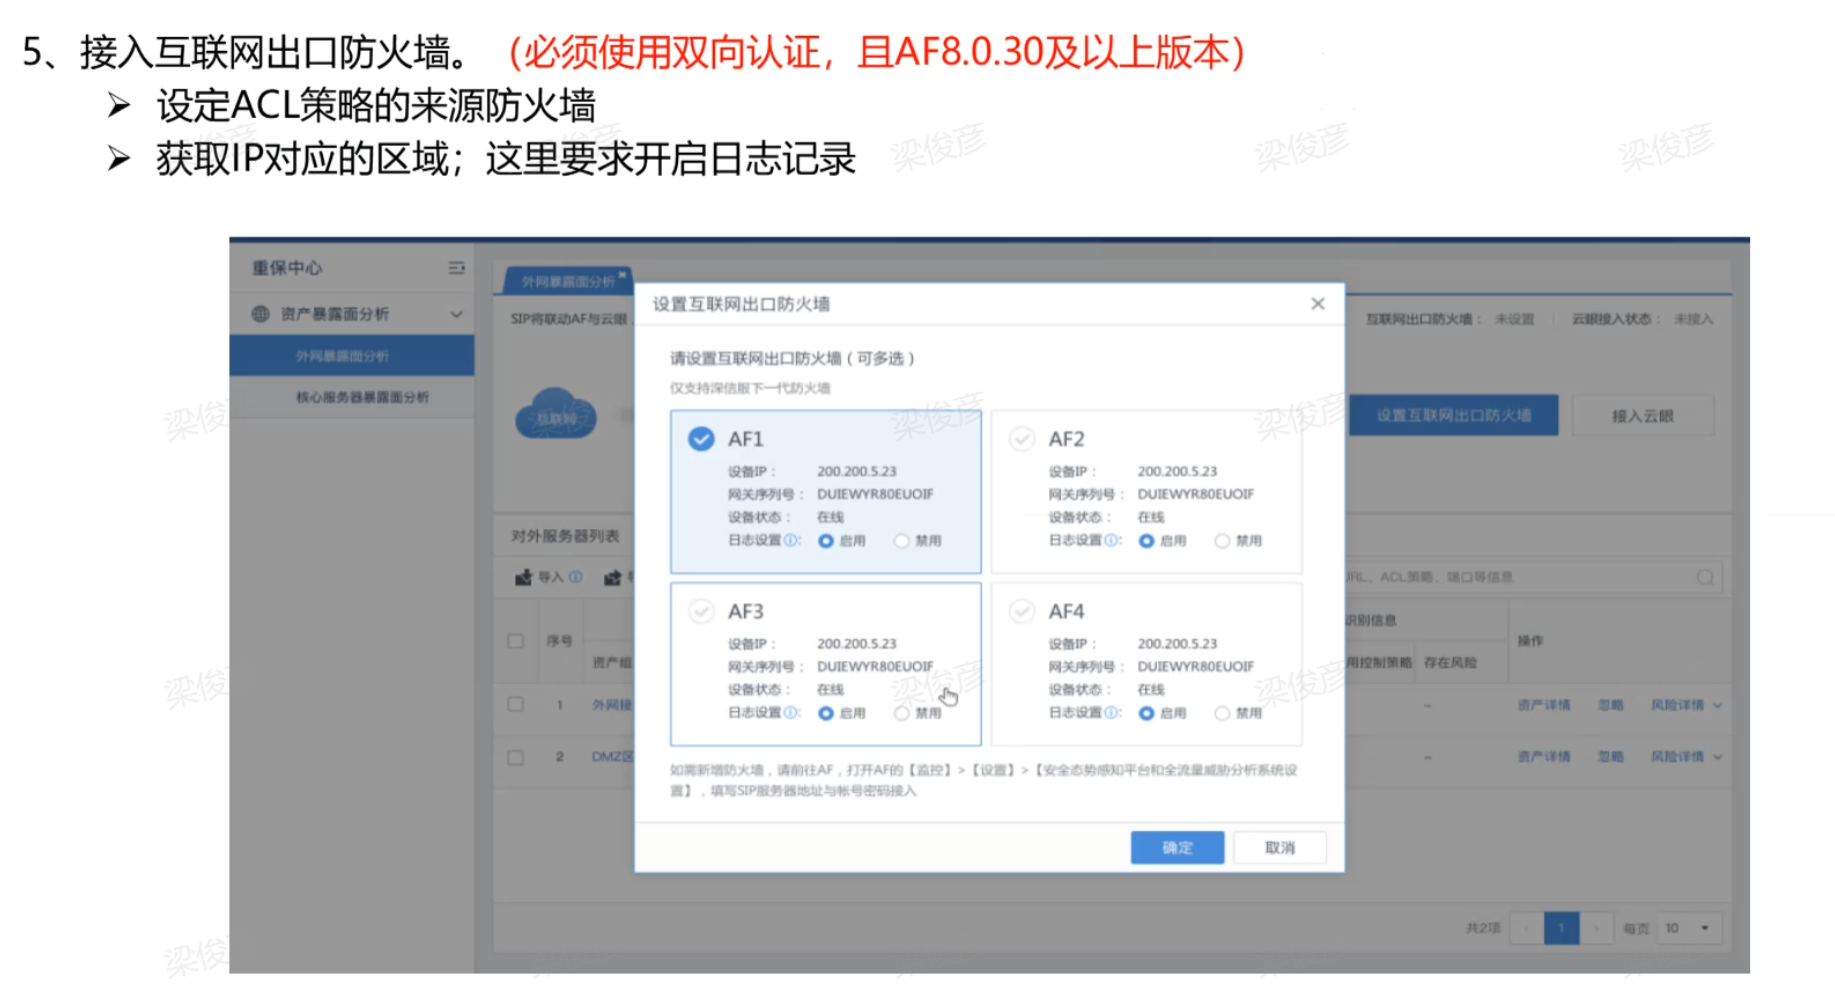 5、接入互联网出口防火墙。（必须使用双向认证，且AF8.0.30及以上版本）
➢ 设定ACL策略的来源防火墙
➢ 获取IP对应的区域；这里要求开启日志记录
梁俊彦 梁俊彦 梁俊彦
重保中心
资产暴露面分析
外网暴露面分析
核心服务器暴露面分析
外网暴露面分析
SIP将联动AF与云眼
互联网出口防火墙： 未设置 云眼接入状态： 未接入
互联网
设置互联网出口防火墙 接入云眼
设置互联网出口防火墙
请设置互联网出口防火墙（可多选）
仅支持深信服下一代防火墙
AF1
设备IP： 200.200.5.23
网关序列号： DUIEWYR80EUOIF
设备状态： 在线
日志设置： 启用 禁用
AF2
设备IP： 200.200.5.23
网关序列号： DUIEWYR80EUOIF
设备状态： 在线
日志设置： 启用 禁用
AF3
设备IP： 200.200.5.23
网关序列号： DUIEWYR80EUOIF
设备状态： 在线
日志设置： 启用 禁用
AF4
设备IP： 200.200.5.23
网关序列号： DUIEWYR80EUOIF
设备状态： 在线
日志设置： 启用 禁用
如需新增防火墙，请前往AF，打开AF的【监控】>【设置】>【安全态势感知平台和全流量威胁分析系统设
置】，填写SIP服务器地址与帐号密码接入
确定 取消
对外服务器列表
导入
URL、ACL策略、端口等信息
序号 资产组 识别信息 操作
用控制策略 存在风险
1 外网接 - 资产详情 忽略 风险详情
2 DMZ区 - 资产详情 忽略 风险详情
共2项 1 每页 10